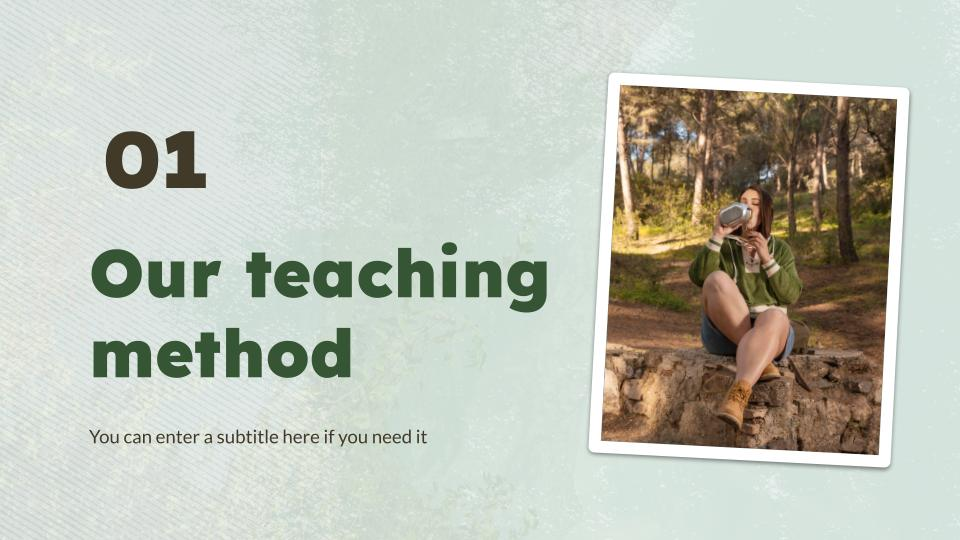 01
Our teaching
method
You can enter a subtitle here if you need it